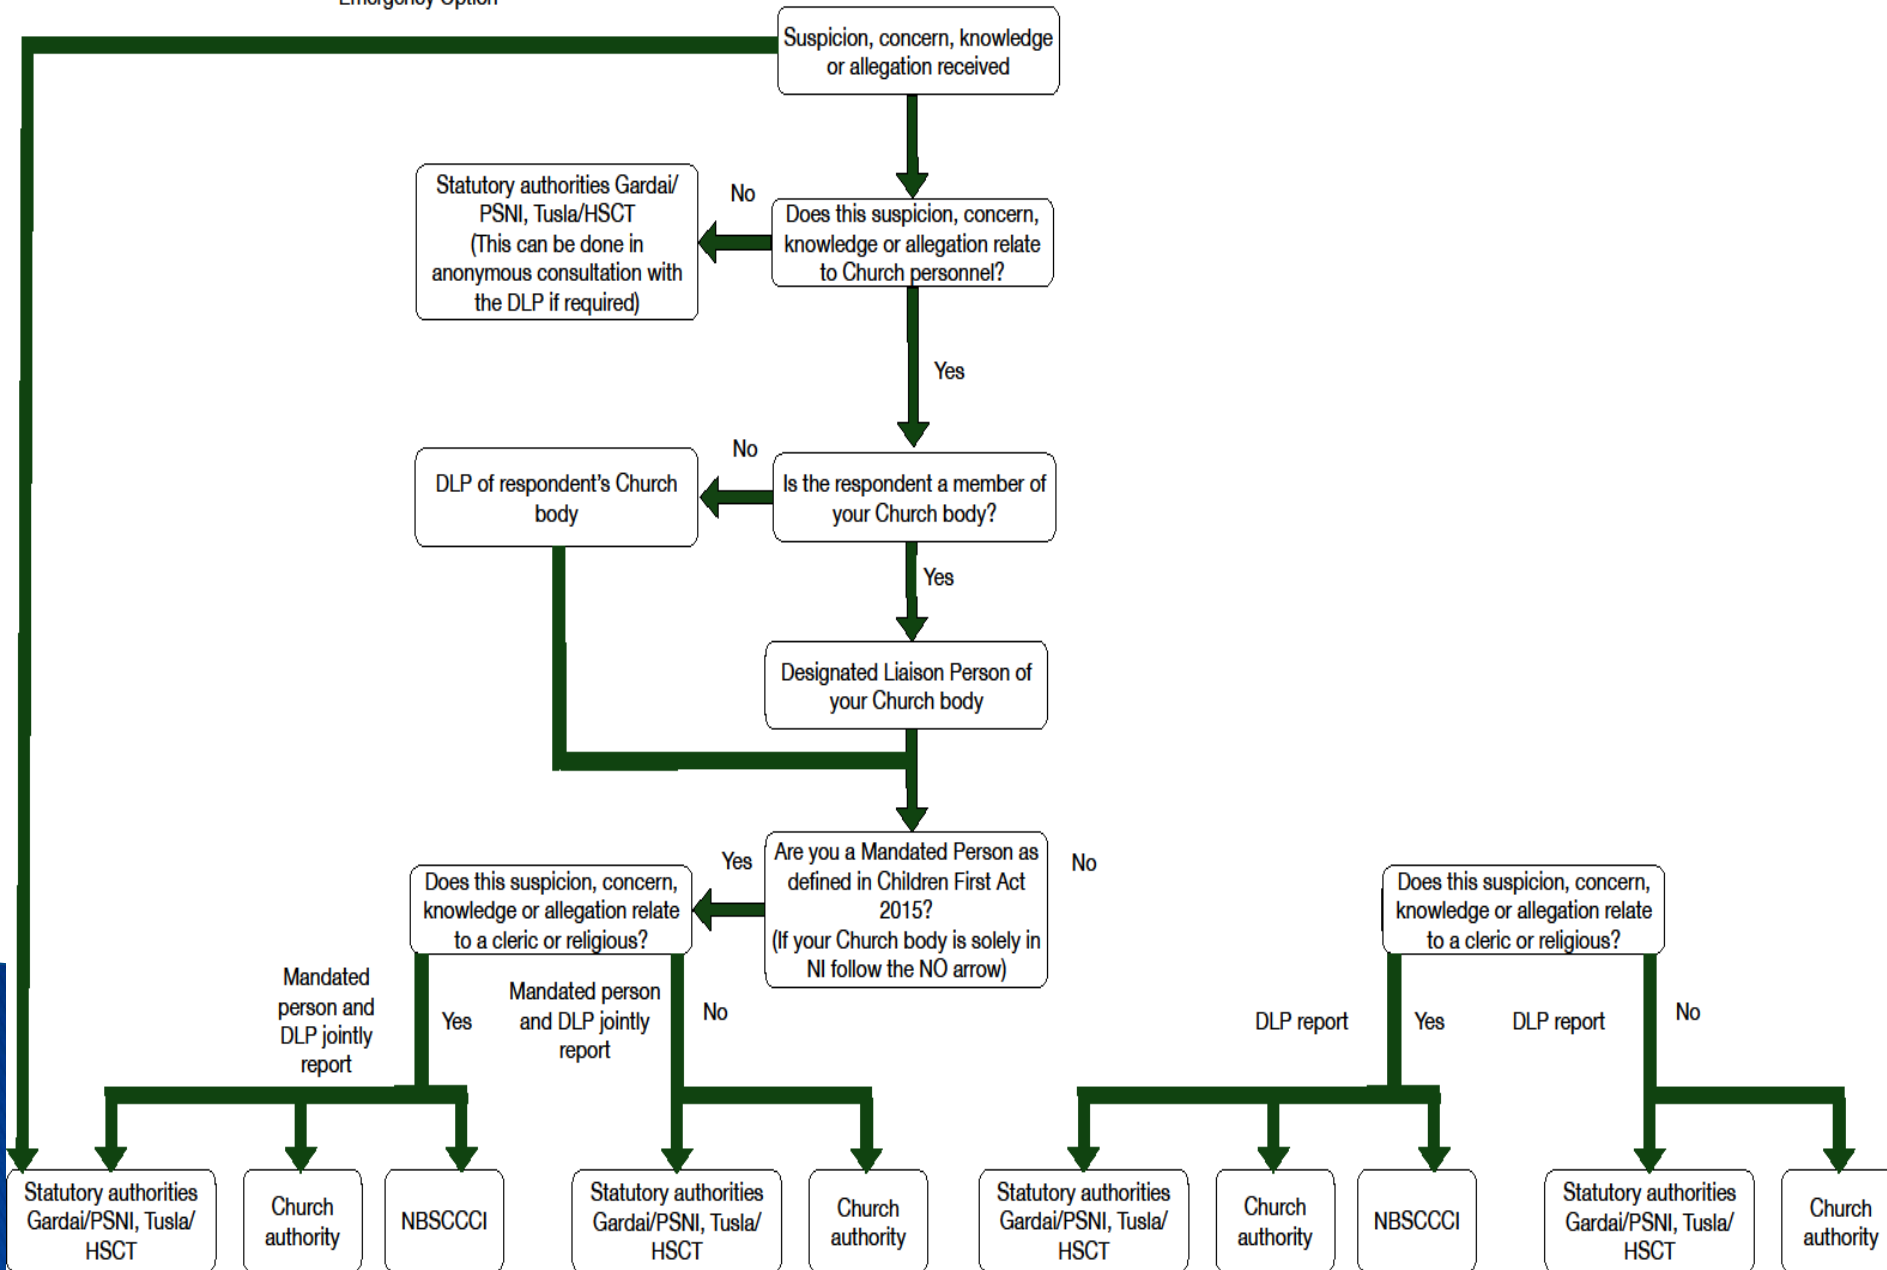 Emergency Option
Suspicion, concern, knowledge
or allegation received
Statutory authorities Gardai/
PSNI, Tusla/HSCT
(This can be done in
anonymous consultation with
the DLP if required)
No
Does this suspicion, concern,
knowledge or allegation relate
to Church personnel?
Yes
DLP of respondent's Church
body
No
Is the respondent a member of
your Church body?
Yes
Designated Liaison Person of
your Church body
Are you a Mandated Person as
defined in Children First Act
2015?
(If your Church body is solely in
NI follow the NO arrow)
Yes
No
Does this suspicion, concern,
knowledge or allegation relate
to a cleric or religious?
Does this suspicion, concern,
knowledge or allegation relate
to a cleric or religious?
Mandated
person and
DLP jointly
report
Yes
Mandated person
and DLP jointly
report
No
DLP report
Yes
DLP report
No
Statutory authorities
Gardai/PSNI, Tusla/
HSCT
Church
authority
NBSCCCI
Statutory authorities
Gardai/PSNI, Tusla/
HSCT
Church
authority
Statutory authorities
Gardai/PSNI, Tusla/
HSCT
Church
authority
NBSCCCI
Statutory authorities
Gardai/PSNI, Tusla/
HSCT
Church
authority